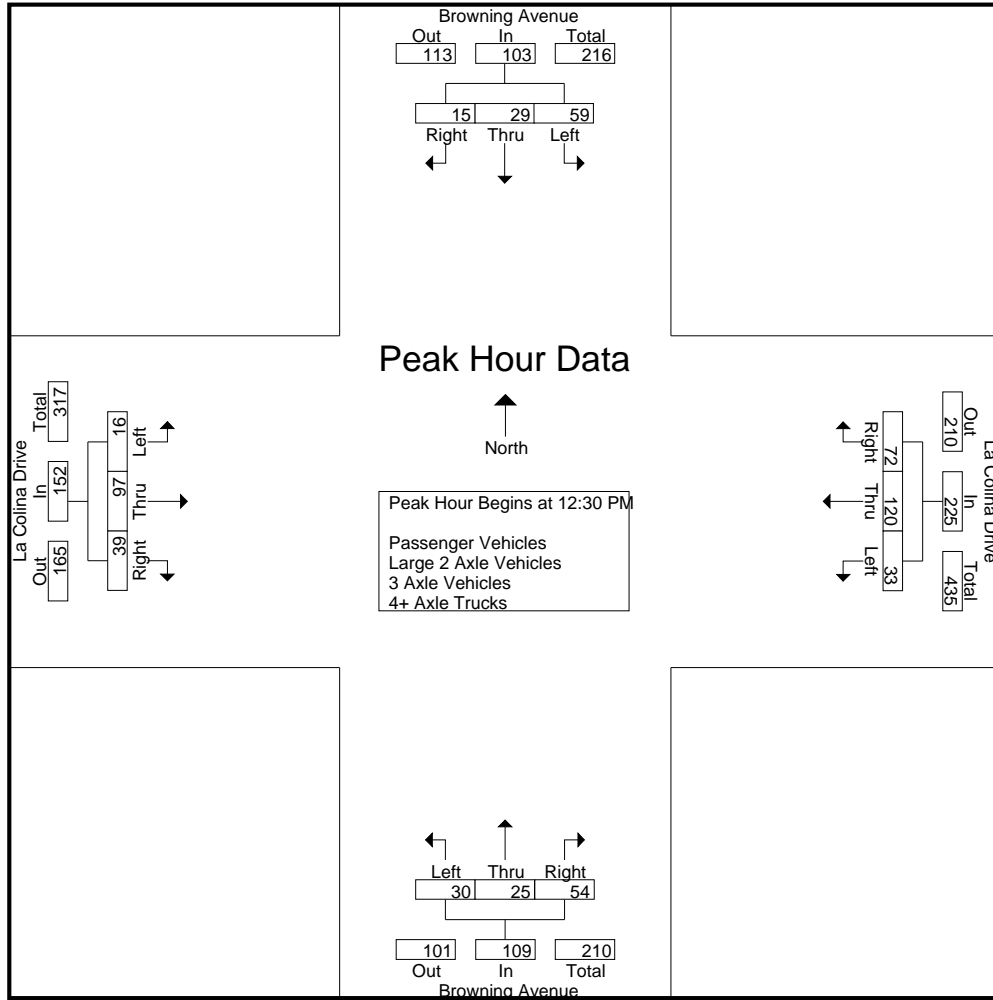 Browning Avenue
Out In Total
113 103 216
15 29 59
Right Thru Left
Peak Hour Data
North
Peak Hour Begins at 12:30 PM
Passenger Vehicles
Large 2 Axle Vehicles
3 Axle Vehicles
4+ Axle Trucks
La Colina Drive
Out In Total
165 152 317
Right Thru Left
39 97 16
La Colina Drive
Out In Total
210 225 435
Right Thru Left
72 120 33
Left Thru Right
30 25 54
101 109 210
Out In Total
Browning Avenue